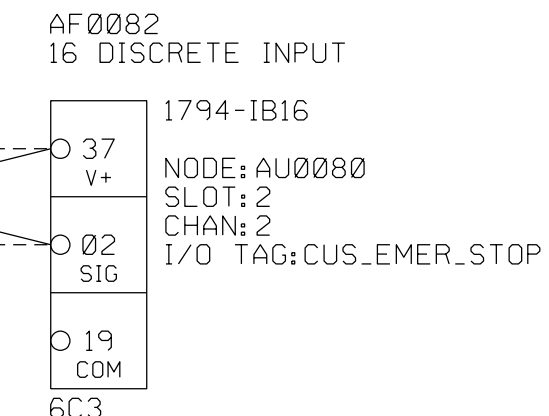 AF0082
16 DISCRETE INPUT
1794-IB16
37
V+
NODE:AU0080
SLOT:2
CHAN:2
02
SIG
I/O TAG:CUS_EMER_STOP
19
COM
6C3